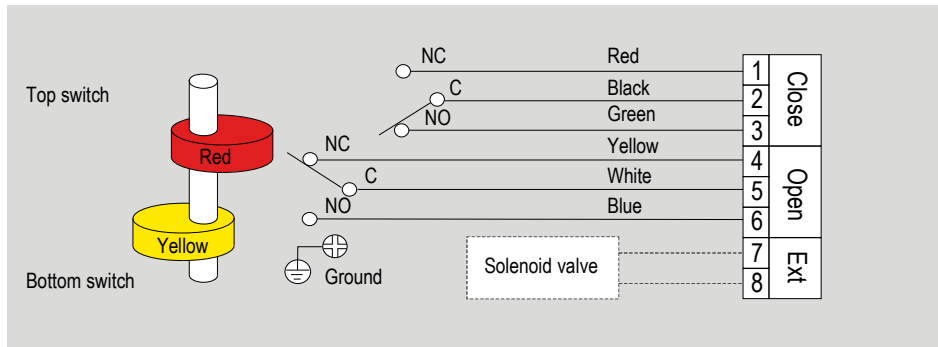 NC Red 1
Top switch C Black 2 Close
NO Green 3
Red NC Yellow 4
C White 5 Open
NO Blue 6
Yellow
Solenoid valve 7 Ext
Bottom switch Ground 8